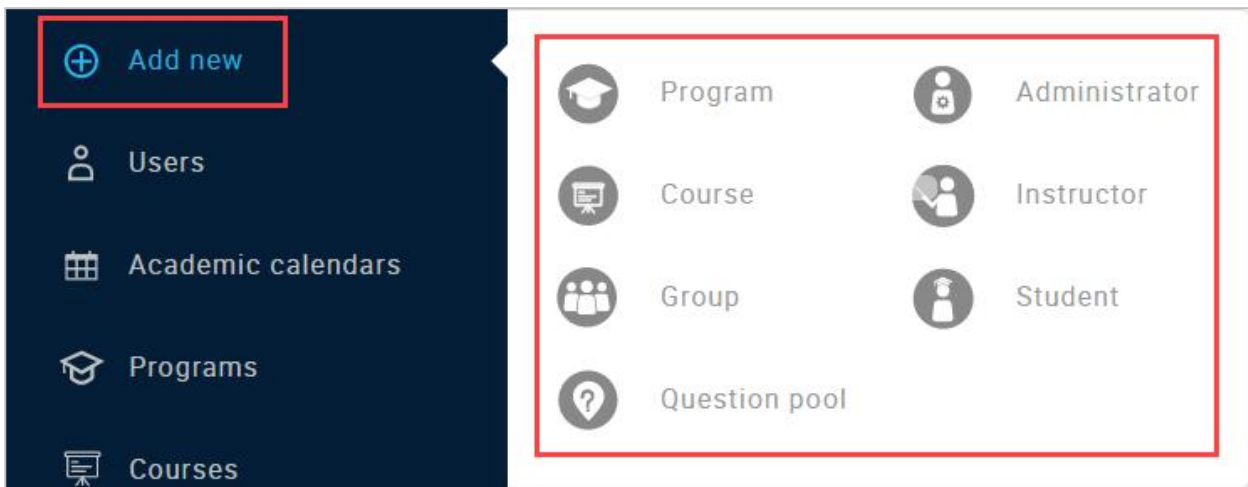 Add new
Users
Academic calendars
Programs
Courses
Program
Administrator
Course
Instructor
Group
Student
Question pool